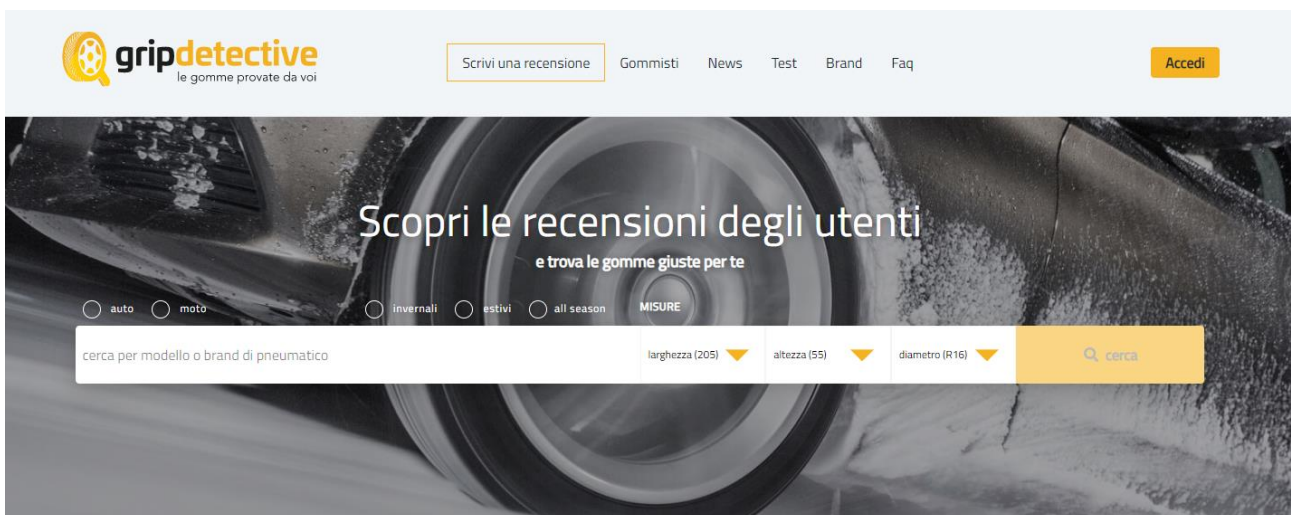 gripdetective
le gomme provate da voi
Scrivi una recensione Gommisti News Test Brand Faq
Accedi
Scopri le recensioni degli utenti
e trova le gomme giuste per te
auto moto invernali estivi all season MISURE
cerca per modello o brand di pneumatico larghezza (205) altezza (55) diametro (R16) cerca